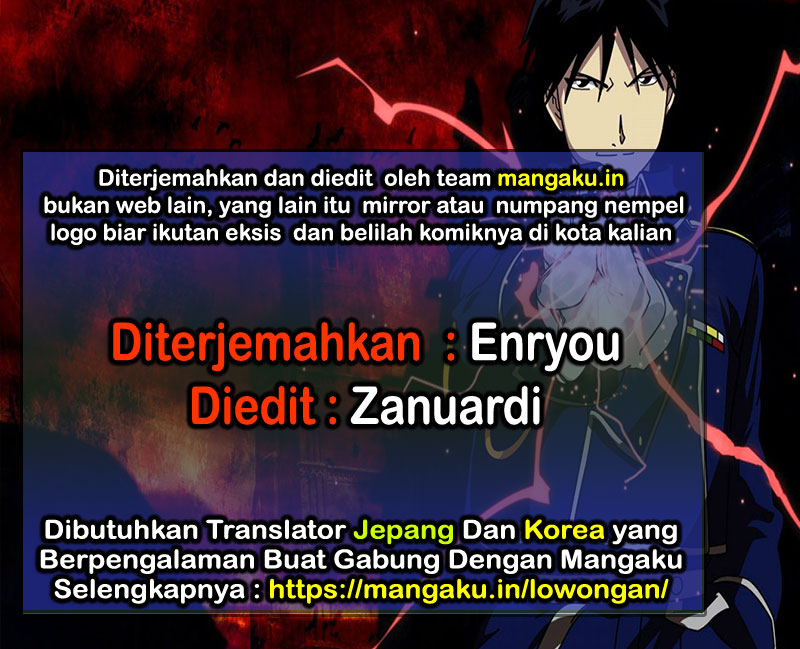 Diterjemahkan dan diedit oleh team mangaku.in
bukan web lain, yang lain itu mirror atau numpang nempel
logo biar ikutan eksis dan belilah komiknya di kota kalian
Diterjemahkan : Enryou
Diedit : Zanuardi
Dibutuhkan Translator Jepang Dan Korea yang
Berpengalaman Buat Gabung Dengan Mangaku
Selengkapnya : https://mangaku.in/lowongan/